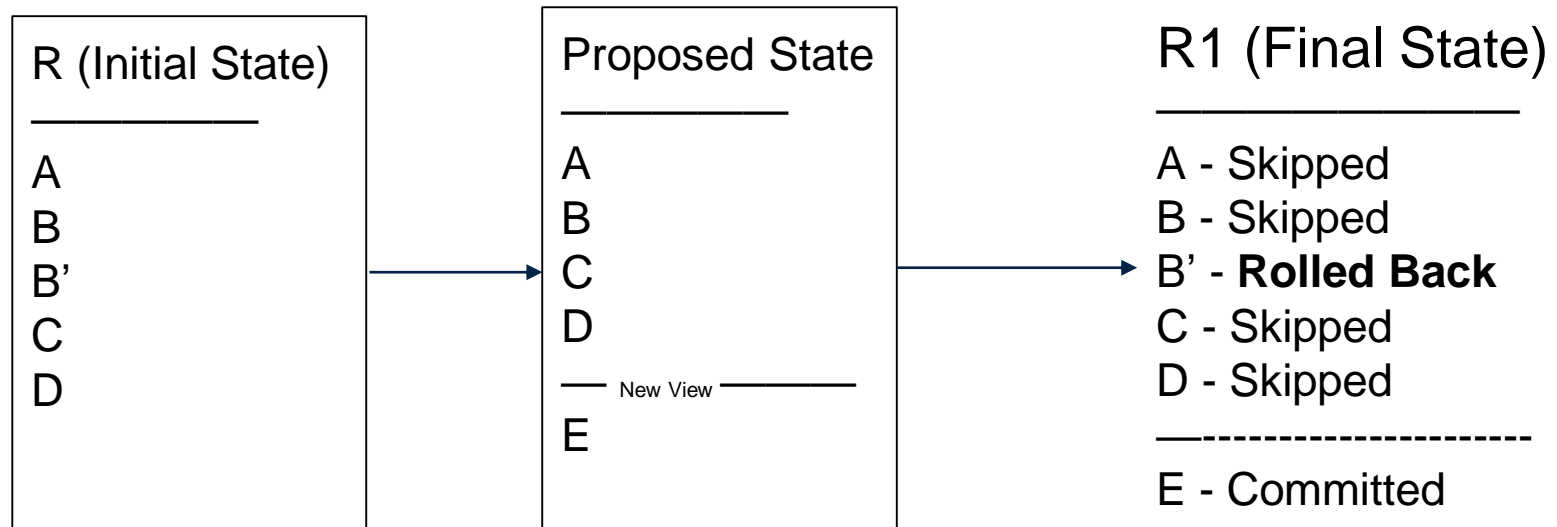 R (Initial State)
——————
A
B
B’
C
D
Proposed State
——————
A
B
C
D
—— New View ————
E
R1 (Final State)
————————
A - Skipped
B - Skipped
B’ - Rolled Back
C - Skipped
D - Skipped
—----------------------
E - Committed